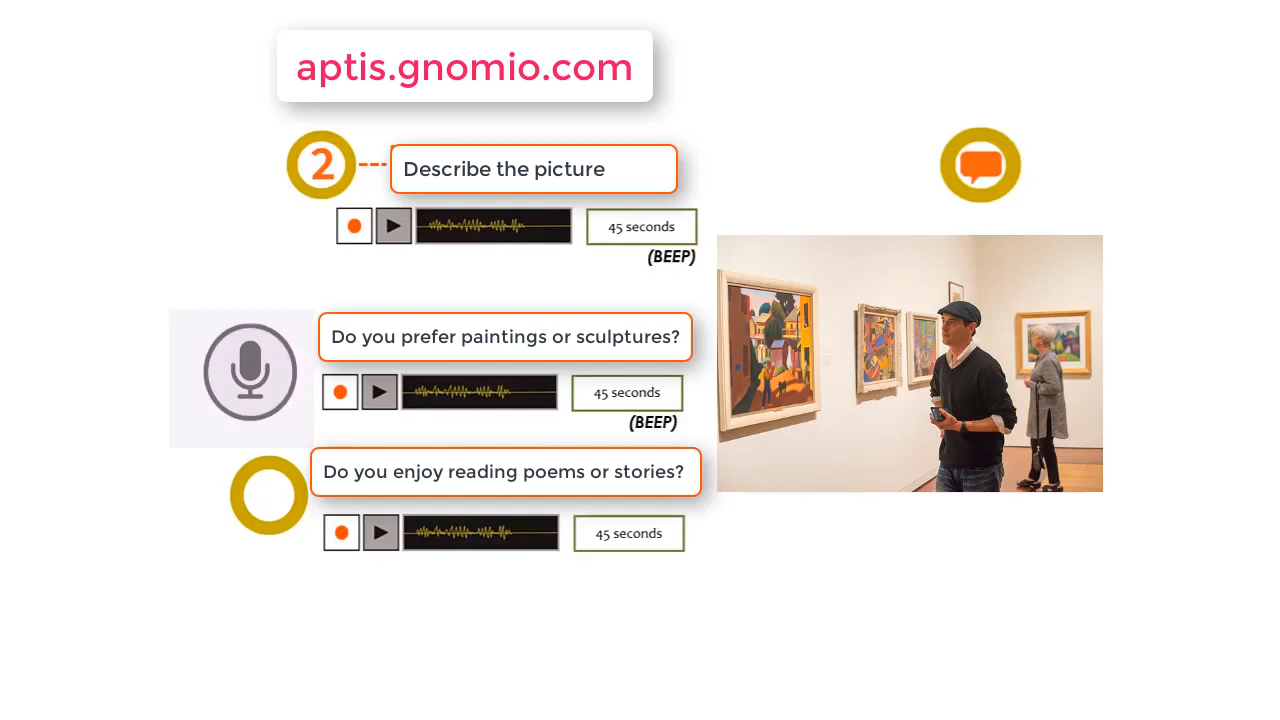 aptis.gnomio.com
2
Describe the picture
45 seconds
(BEEP)
Do you prefer paintings or sculptures?
45 seconds
(BEEP)
Do you enjoy reading poems or stories?
45 seconds